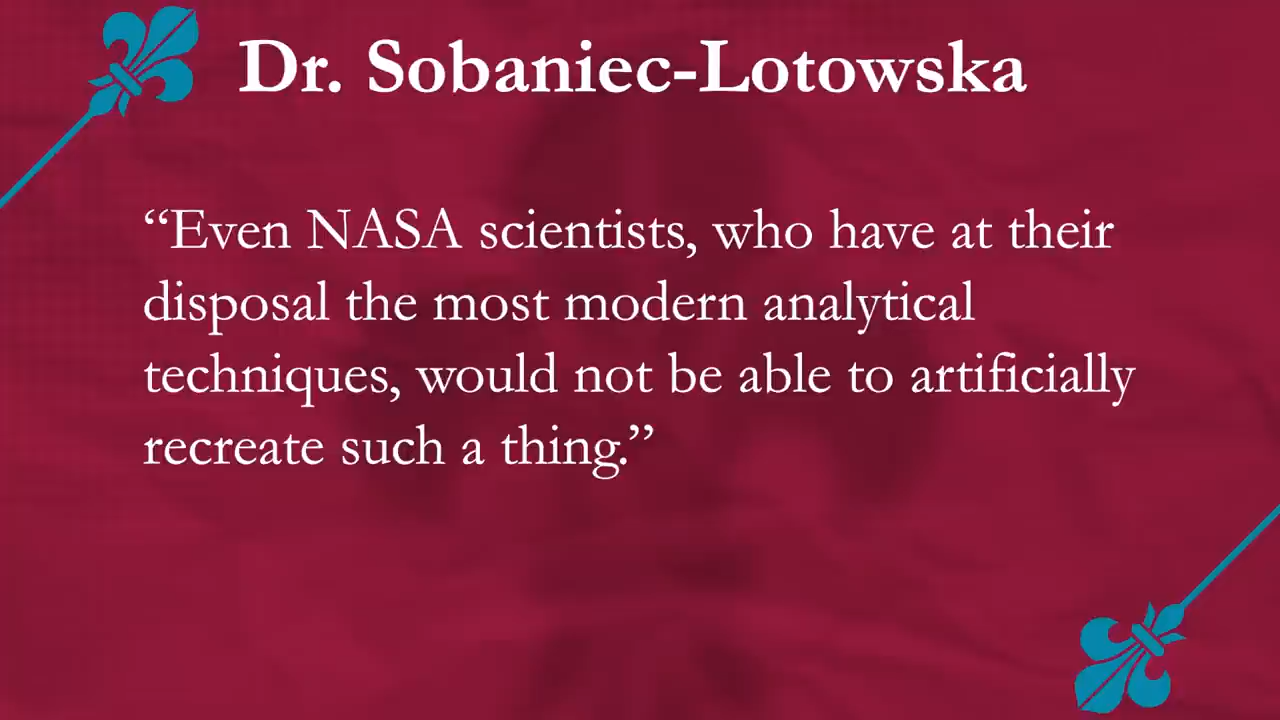 Dr. Sobaniec-Lotowska
“Even NASA scientists, who have at their
disposal the most modern analytical
techniques, would not be able to artificially
recreate such a thing.”